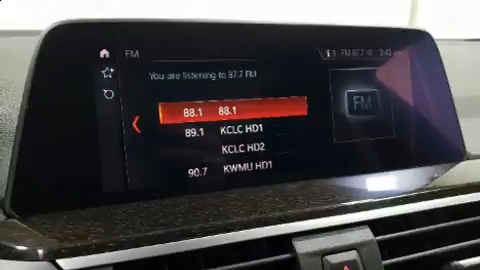 FM
You are listening to 87.7 FM
88.1 88.1
89.1 KCLC HD1
KCLC HD2
90.7 KWMU HD1
FM